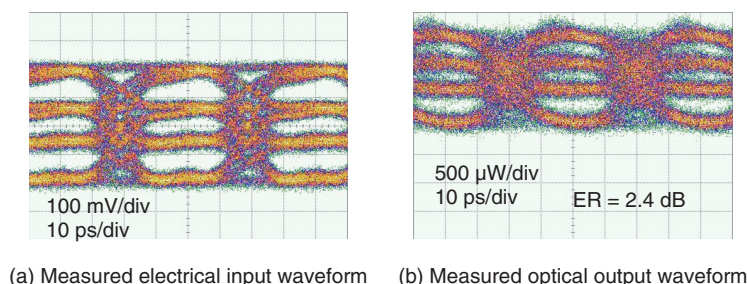 100 mV/div
10 ps/div
500 µW/div
10 ps/div ER = 2.4 dB
(a) Measured electrical input waveform
(b) Measured optical output waveform